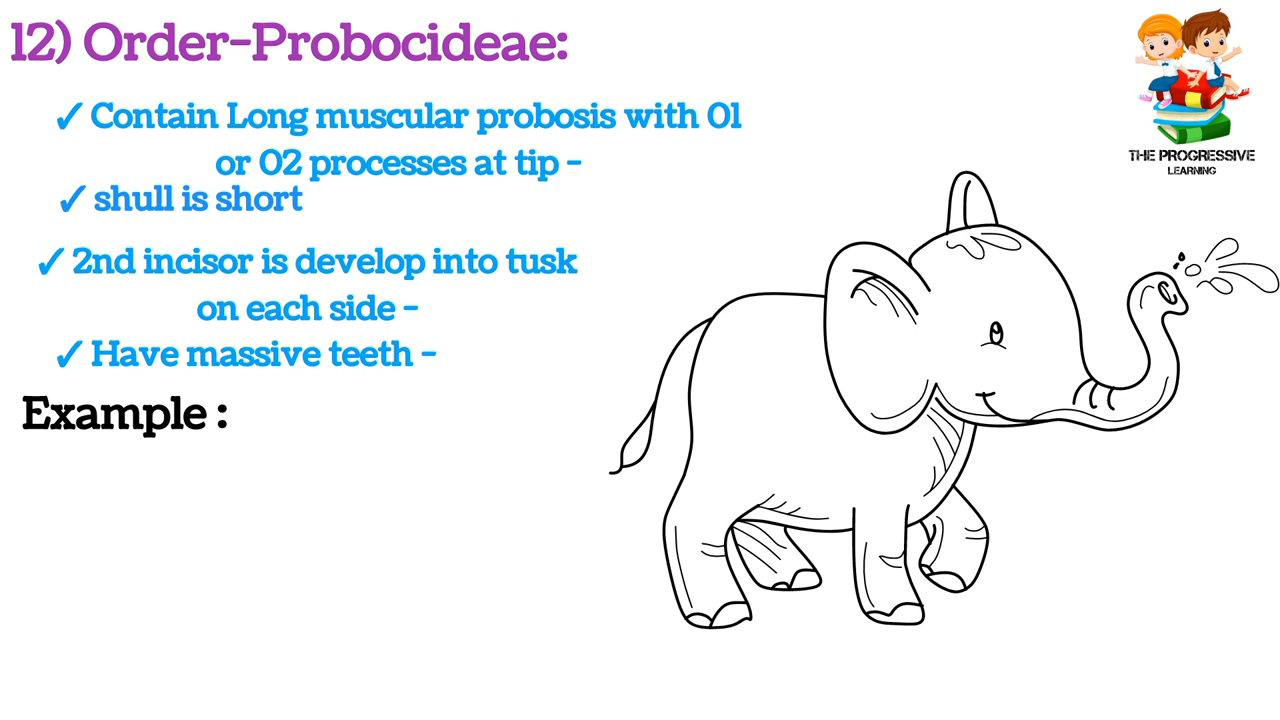 12) Order-Probocideae:
✓ Contain Long muscular probosis with 01
or 02 processes at tip -
✓ shull is short
✓ 2nd incisor is develop into tusk
on each side -
✓ Have massive teeth -
Example :
THE PROGRESSIVE
LEARNING